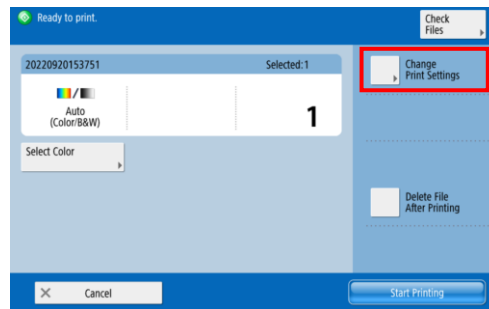 Ready to print.
Check
Files
20220920153751 Selected:1
Change
Print Settings
Auto
(Color/B&W)
1
Select Color
Delete File
After Printing
Cancel
Start Printing